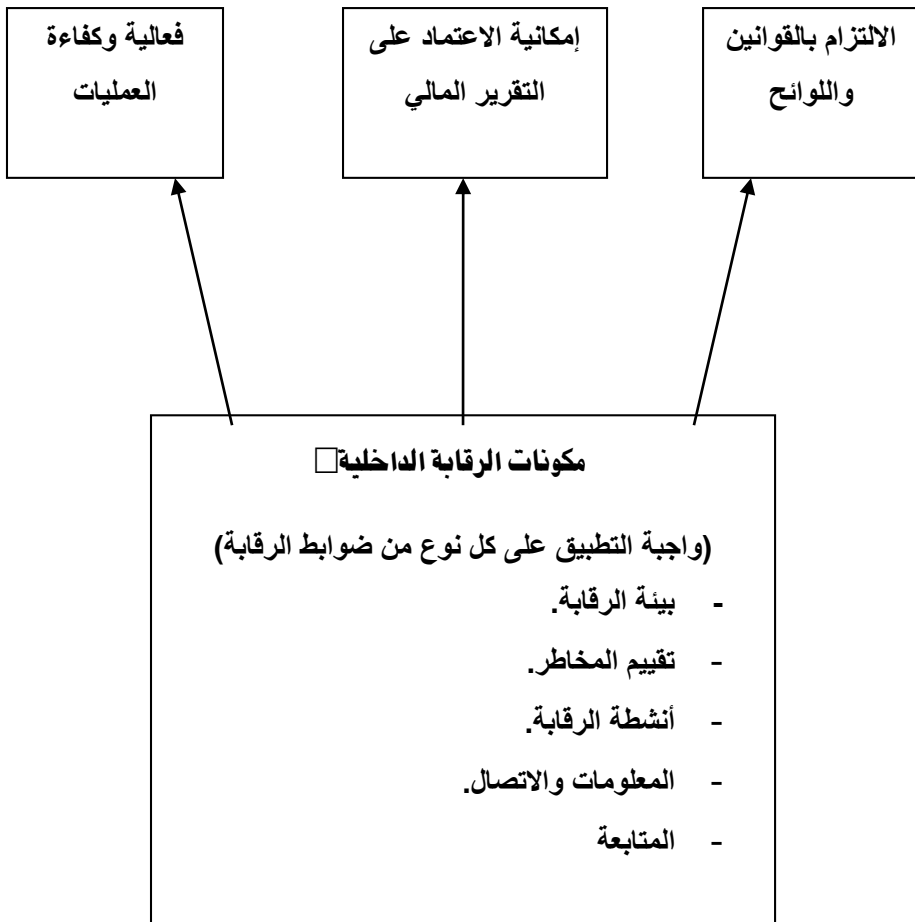 الالتزام بالقوانين
واللوائح
إمكانية الاعتماد على
التقرير المالي
فعالية وكفاءة
العمليات
مكونات الرقابة الداخلية□
(واجبة التطبيق على كل نوع من ضوابط الرقابة)
- بيئة الرقابة.
- تقييم المخاطر.
- أنشطة الرقابة.
- المعلومات والاتصال.
- المتابعة